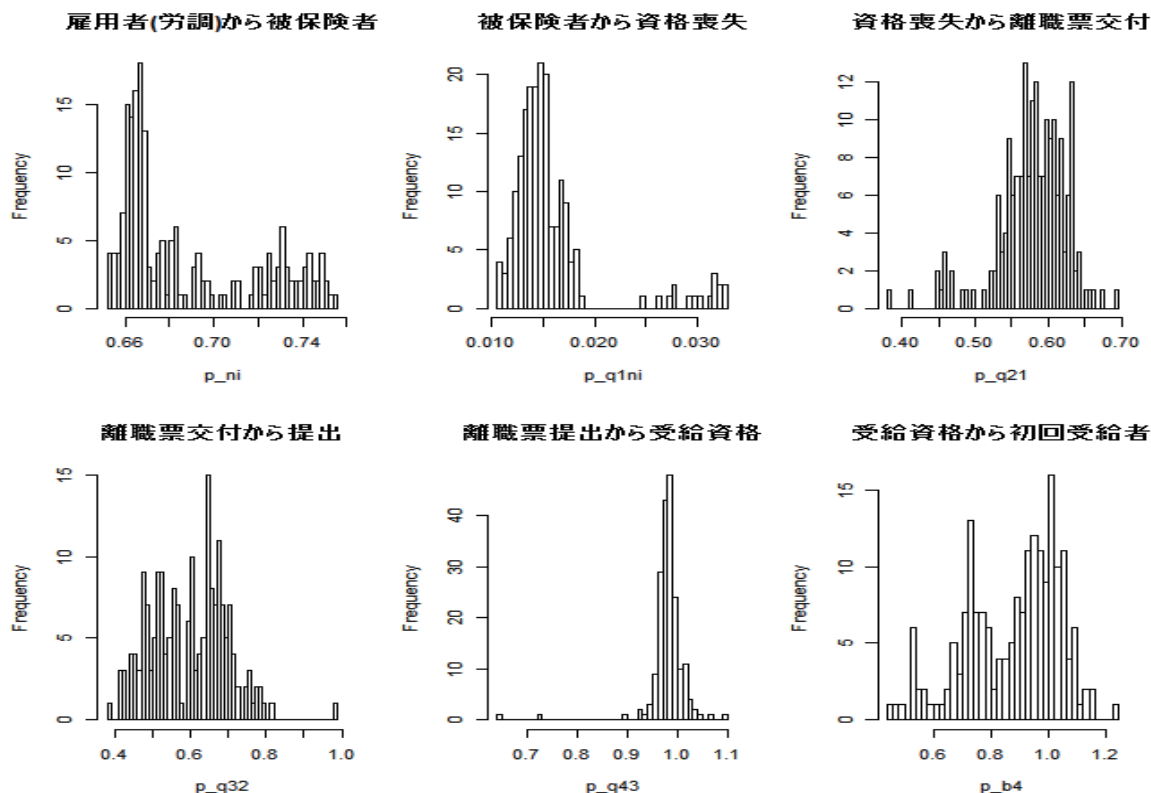 雇用者(労調)から被保険者
Frequency
0 5 10 15
0.66 0.70 0.74
p_ni
被保険者から資格喪失
Frequency
0 5 10 15 20
0.010 0.020 0.030
p_q1ni
資格喪失から離職票交付
Frequency
0 2 4 6 8 10 12
0.40 0.50 0.60 0.70
p_q21
離職票交付から提出
Frequency
0 5 10 15
0.4 0.6 0.8 1.0
p_q32
離職票提出から受給資格
Frequency
0 10 20 30 40
0.7 0.8 0.9 1.0 1.1
p_q43
受給資格から初回受給者
Frequency
0 5 10 15
0.6 0.8 1.0 1.2
p_b4